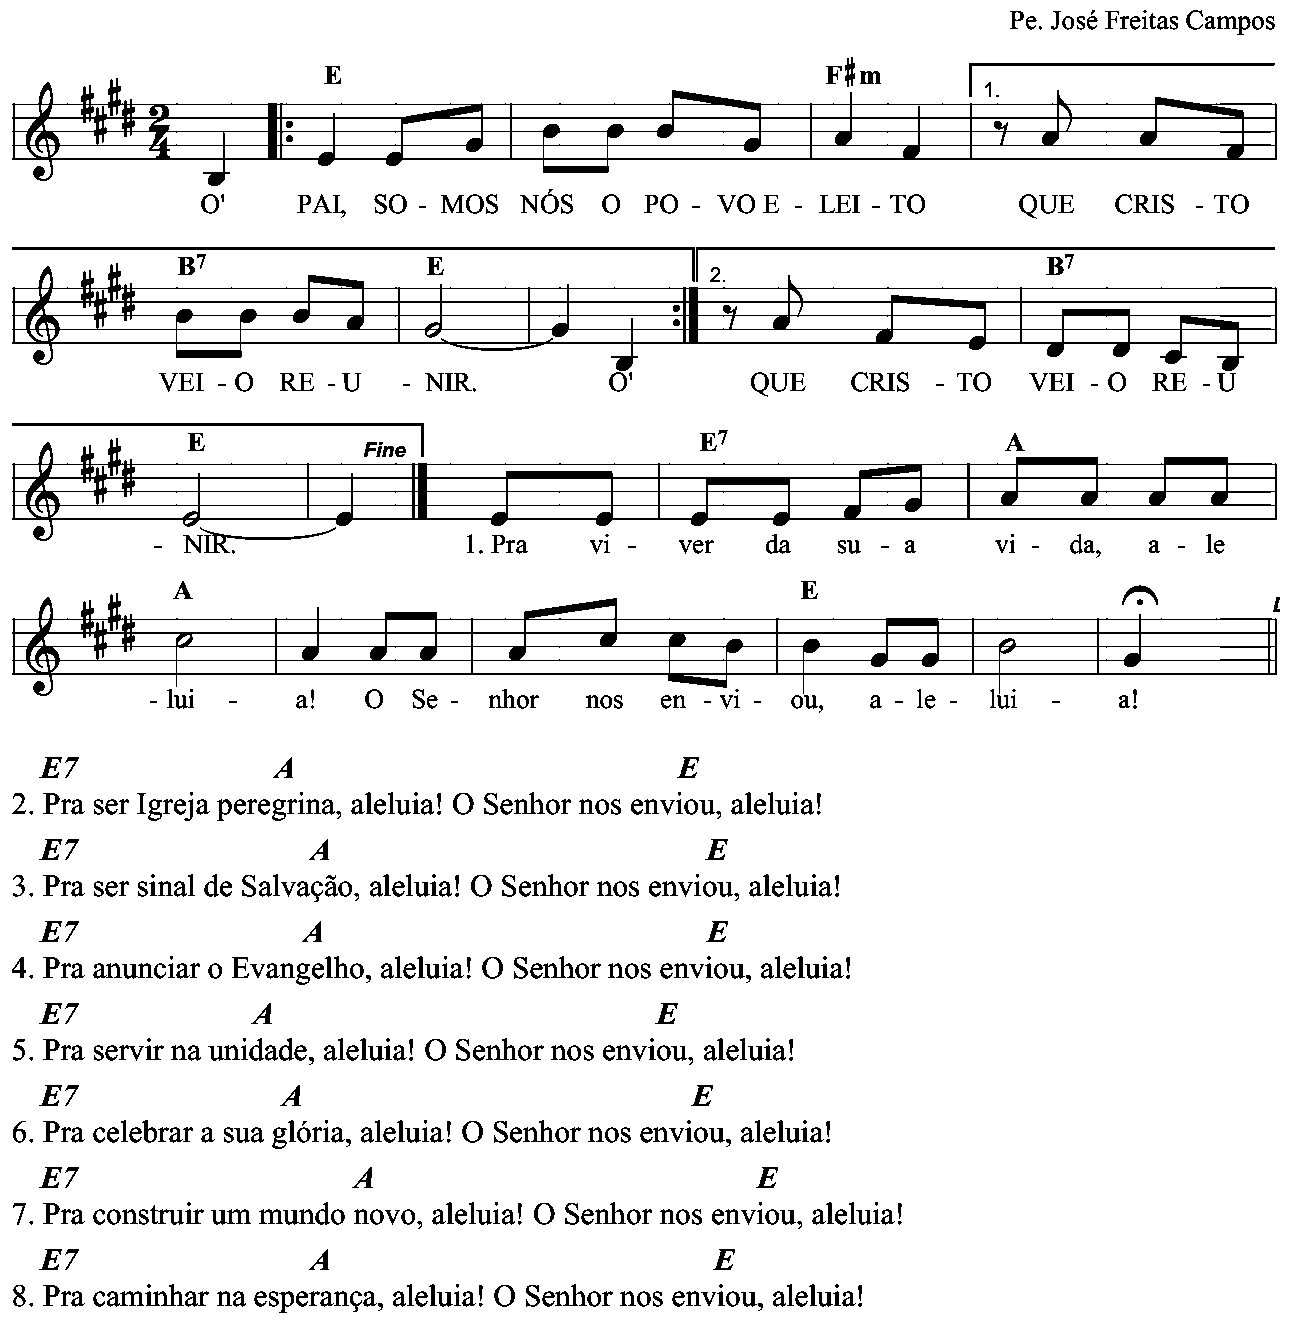 Pe. José Freitas Campos
E F#m 1.
2/4
O' PAI, SO - MOS NÓS O PO - VO E - LEI - TO QUE CRIS - TO
B7 E 2. B7
VEI - O RE - U - NIR. O' QUE CRIS - TO VEI - O RE - U
E Fine E7 A
- NIR. 1. Pra vi - ver da su - a vi - da, a - le
A E
- lui - a! O Se - nhor nos en - vi - ou, a - le - lui - a!
E7 A E
2. Pra ser Igreja peregrina, aleluia! O Senhor nos enviou, aleluia!
E7 A E
3. Pra ser sinal de Salvação, aleluia! O Senhor nos enviou, aleluia!
E7 A E
4. Pra anunciar o Evangelho, aleluia! O Senhor nos enviou, aleluia!
E7 A E
5. Pra servir na unidade, aleluia! O Senhor nos enviou, aleluia!
E7 A E
6. Pra celebrar a sua glória, aleluia! O Senhor nos enviou, aleluia!
E7 A E
7. Pra construir um mundo novo, aleluia! O Senhor nos enviou, aleluia!
E7 A E
8. Pra caminhar na esperança, aleluia! O Senhor nos enviou, aleluia!